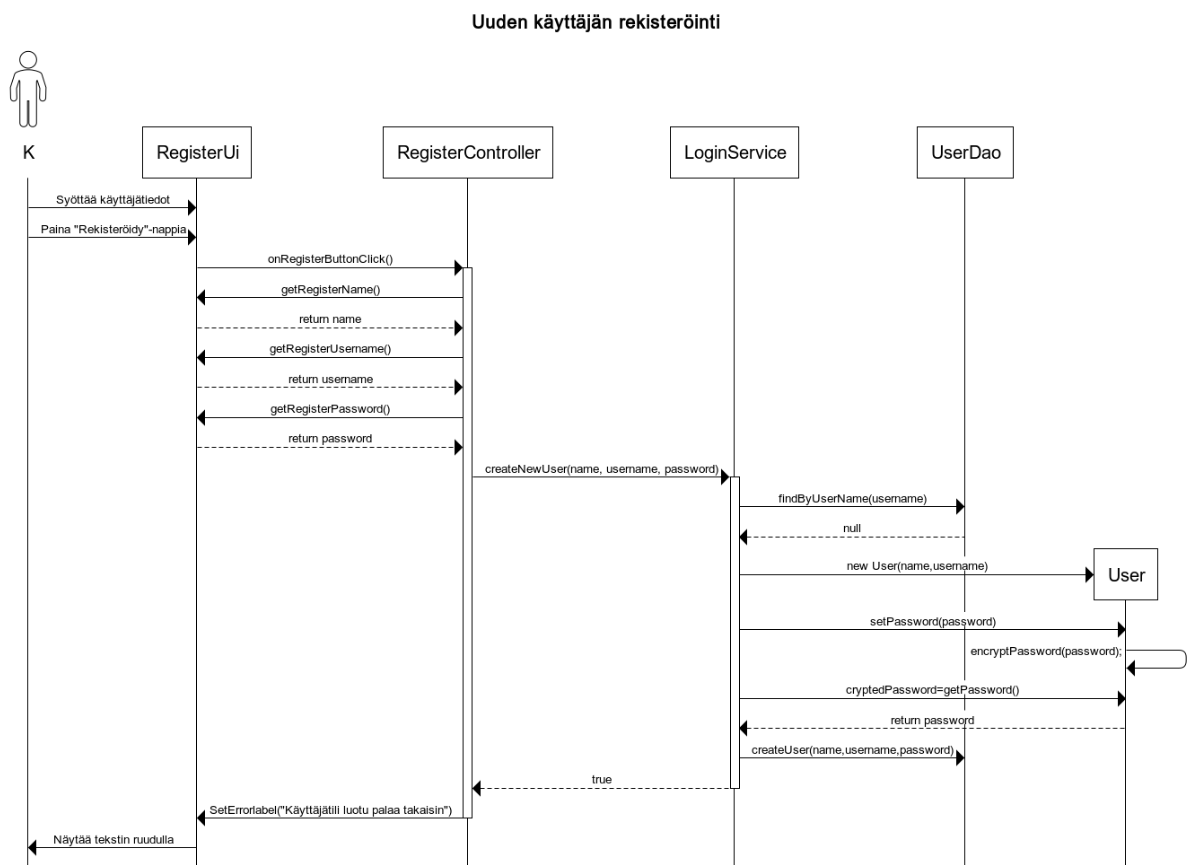 Uuden käyttäjän rekisteröinti
K
RegisterUi
RegisterController
LoginService
UserDao
Syöttää käyttäjätiedot
Paina "Rekisteröidy"-nappia
onRegisterButtonClick()
getRegisterName()
return name
getRegisterUsername()
return username
getRegisterPassword()
return password
createNewUser(name, username, password)
findByUserName(username)
null
new User(name,username)
User
setPassword(password)
encryptPassword(password);
cryptedPassword=getPassword()
return password
createUser(name,username,password)
true
SetErrorlabel("Käyttäjätili luotu palaa takaisin")
Näytää tekstin ruudulla